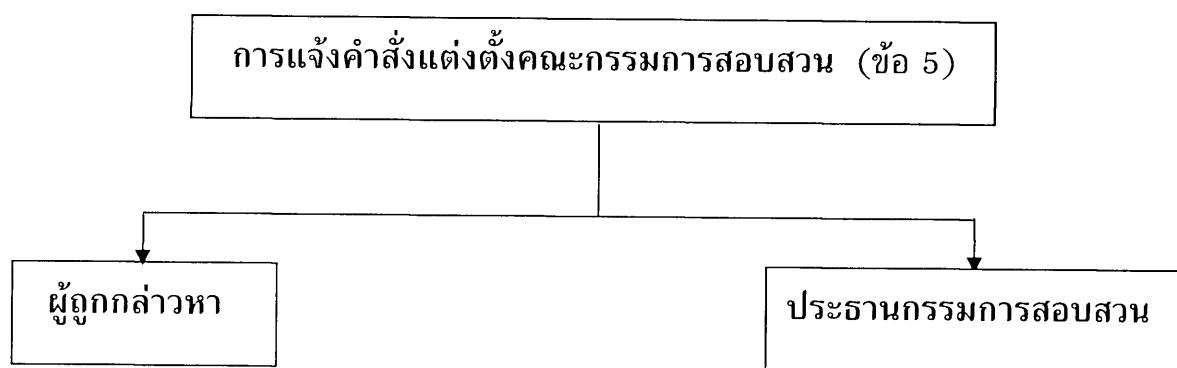 การแจ้งคำสั่งแต่งตั้งคณะกรรมการสอบสวน (ข้อ 5)
ผู้ถูกกล่าวหา
ประธานกรรมการสอบสวน